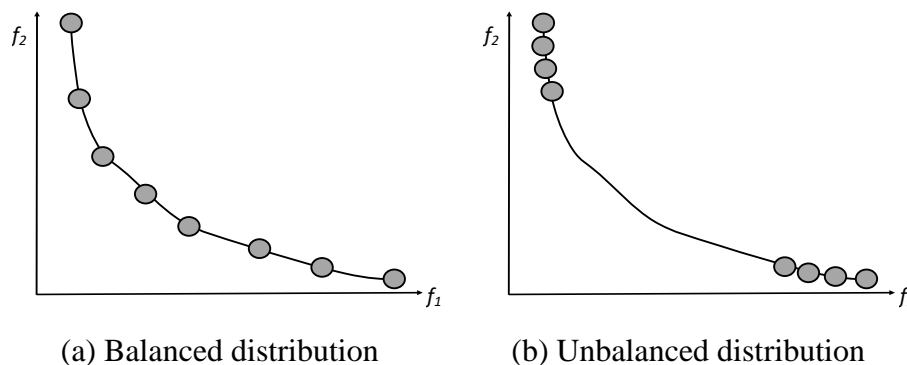 f₂
f₁
(a) Balanced distribution
f₂
f
(b) Unbalanced distribution